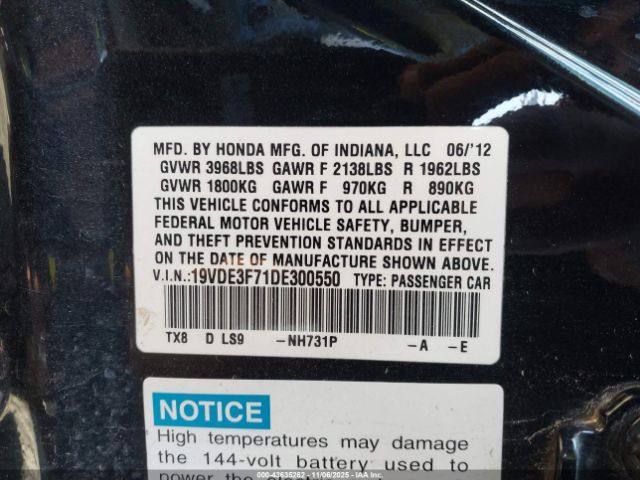 MFD. BY HONDA MFG. OF INDIANA, LLC 06/'12
GVWR 3968LBS GAWR F 2138LBS R 1962LBS
GVWR 1800KG GAWR F 970KG R 890KG
THIS VEHICLE CONFORMS TO ALL APPLICABLE
FEDERAL MOTOR VEHICLE SAFETY, BUMPER,
AND THEFT PREVENTION STANDARDS IN EFFECT
ON THE DATE OF MANUFACTURE SHOWN ABOVE.
V.I.N.: 19VDE3F71DE300550 TYPE: PASSENGER CAR
TX8 D LS9 -NH731P -A -E
NOTICE
High temperatures may damage
the 144-volt battery used to
power the
000-43635262 - 11/06/2025 - IAAI